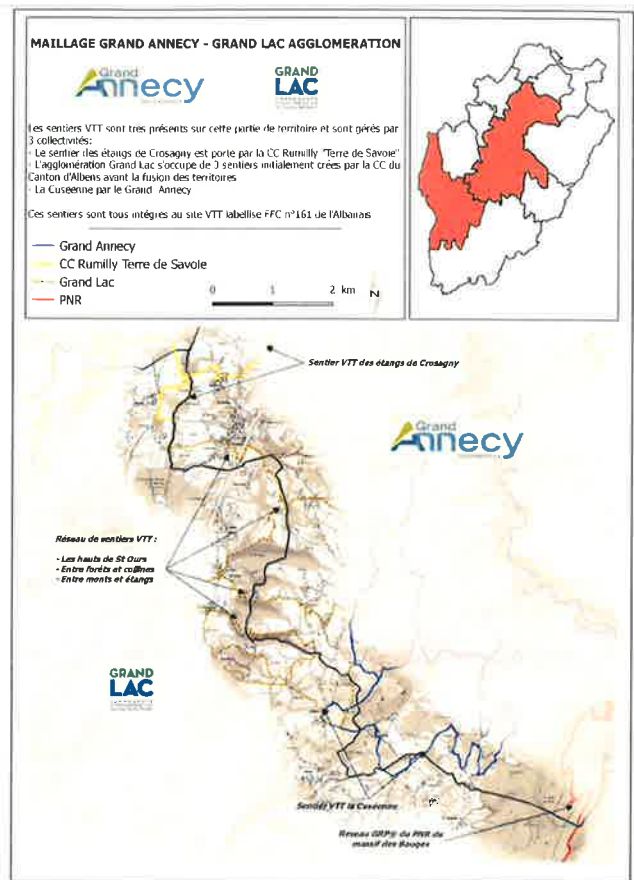 MAILLAGE GRAND ANNECY - GRAND LAC AGGLOMERATION
Grand
Annecy
GRAND
LAC
Les sentiers VTT sont tres présents sur cette partie de territoire et sont gérés par
3 collectivités:
- Le sentier des étangs de Crosagny est porte par la CC Rumilly "Terre de Savoie"
- L'agglomération Grand Lac s'occupe de 3 sentiers initialement crées par la CC du
Canton d'Albens avant la fusion des territoires
- La Cuseenne par le Grand Annecy
Ces sentiers sont tous intégrés au site VTT labellise FFC n°161 de l'Albanais
Grand Annecy
CC Rumilly Terre de Savoie
Grand Lac
PNR
0 1 2 km
N
Sentier VTT des étangs de Crosagny
Grand
Annecy
Réseau de sentiers VTT :
- Les hauts de St Ours
- Entre forêts et collines
- Entre monts et étangs
GRAND
LAC
Sentier VTT la Cuséenne
Reseau GRP® du PNR du
massif des Bauges